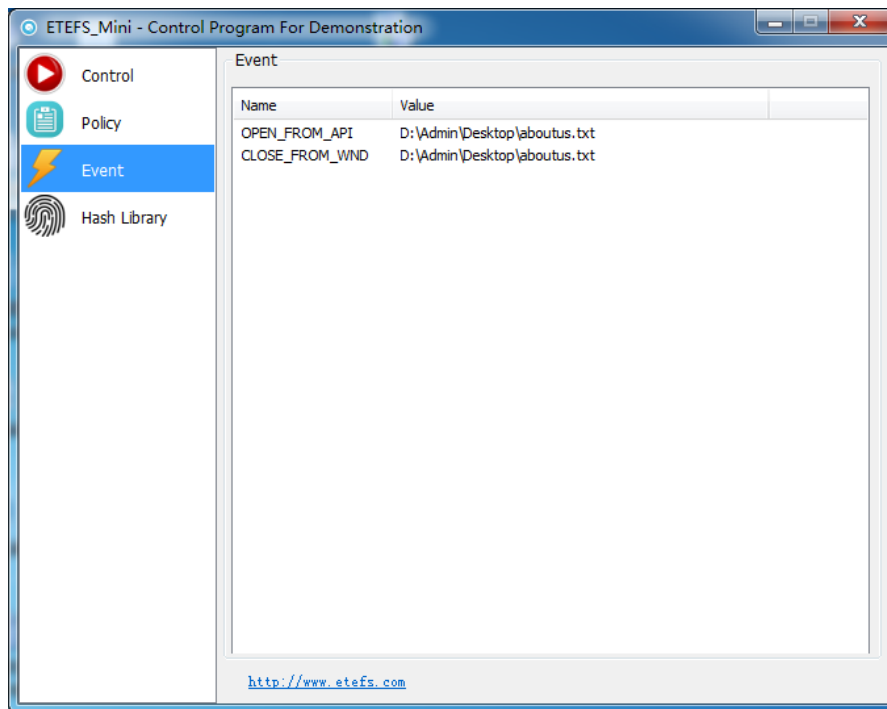 ETEFS_Mini - Control Program For Demonstration
Control
Policy
Event
Hash Library
Event
Name Value
OPEN_FROM_API D:\Admin\Desktop\aboutus.txt
CLOSE_FROM_WND D:\Admin\Desktop\aboutus.txt
http://www.etefs.com